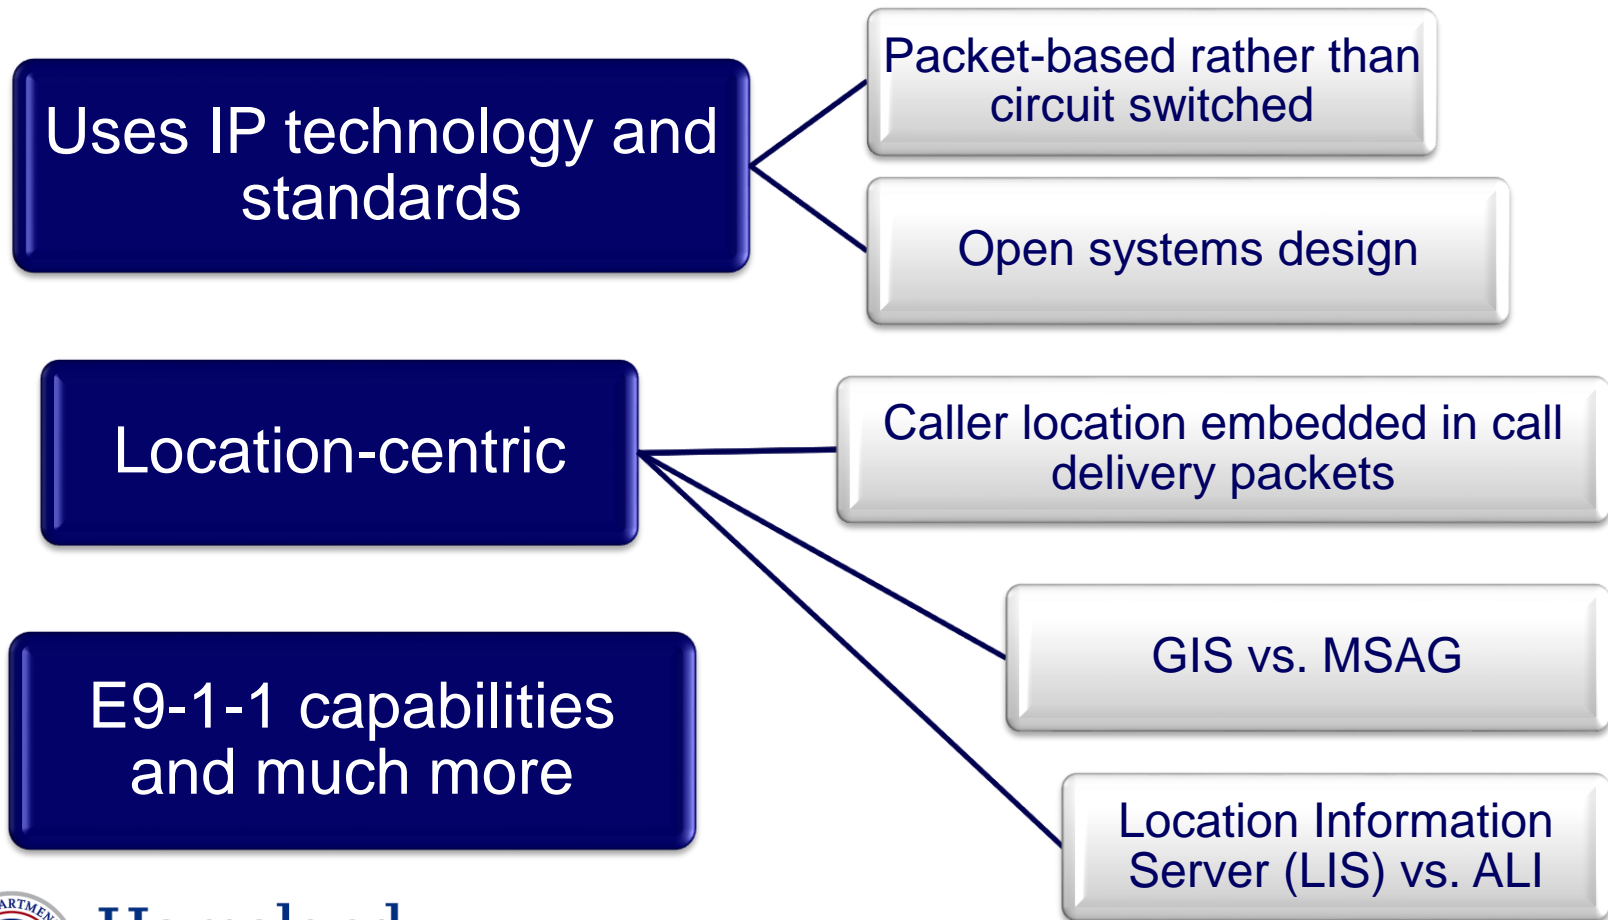 Uses IP technology and
standards
Packet-based rather than
circuit switched
Open systems design
Location-centric
Caller location embedded in call
delivery packets
GIS vs. MSAG
Location Information
Server (LIS) vs. ALI
E9-1-1 capabilities
and much more
Homeland